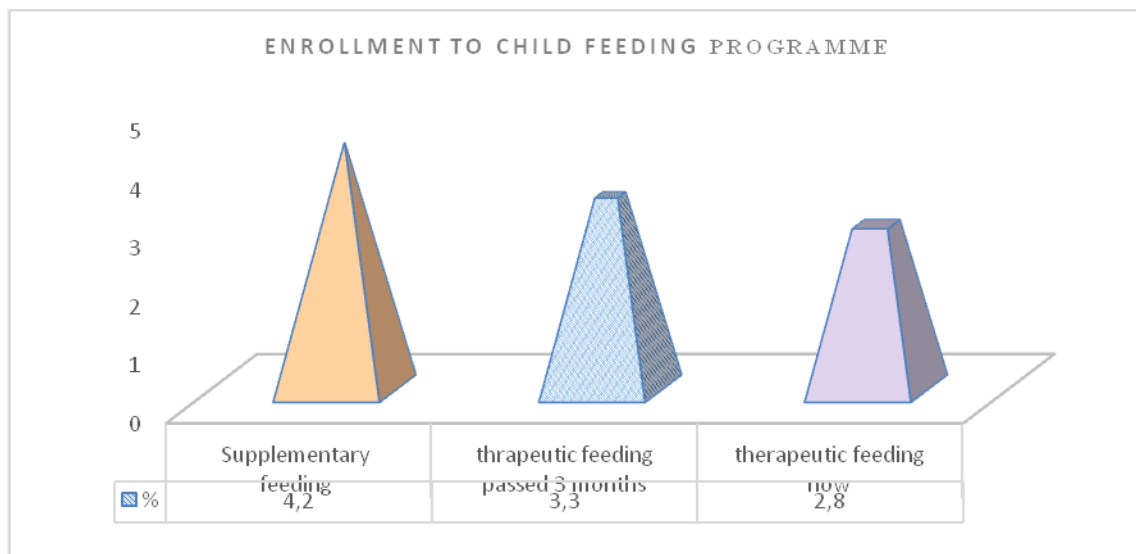 ENROLLMENT TO CHILD FEEDING PROGRAMME
5
4
3
2
1
0
Supplementary feeding
thrapeutic feeding passed 3 months
therapeutic feeding now
% 4,2 3,3 2,8